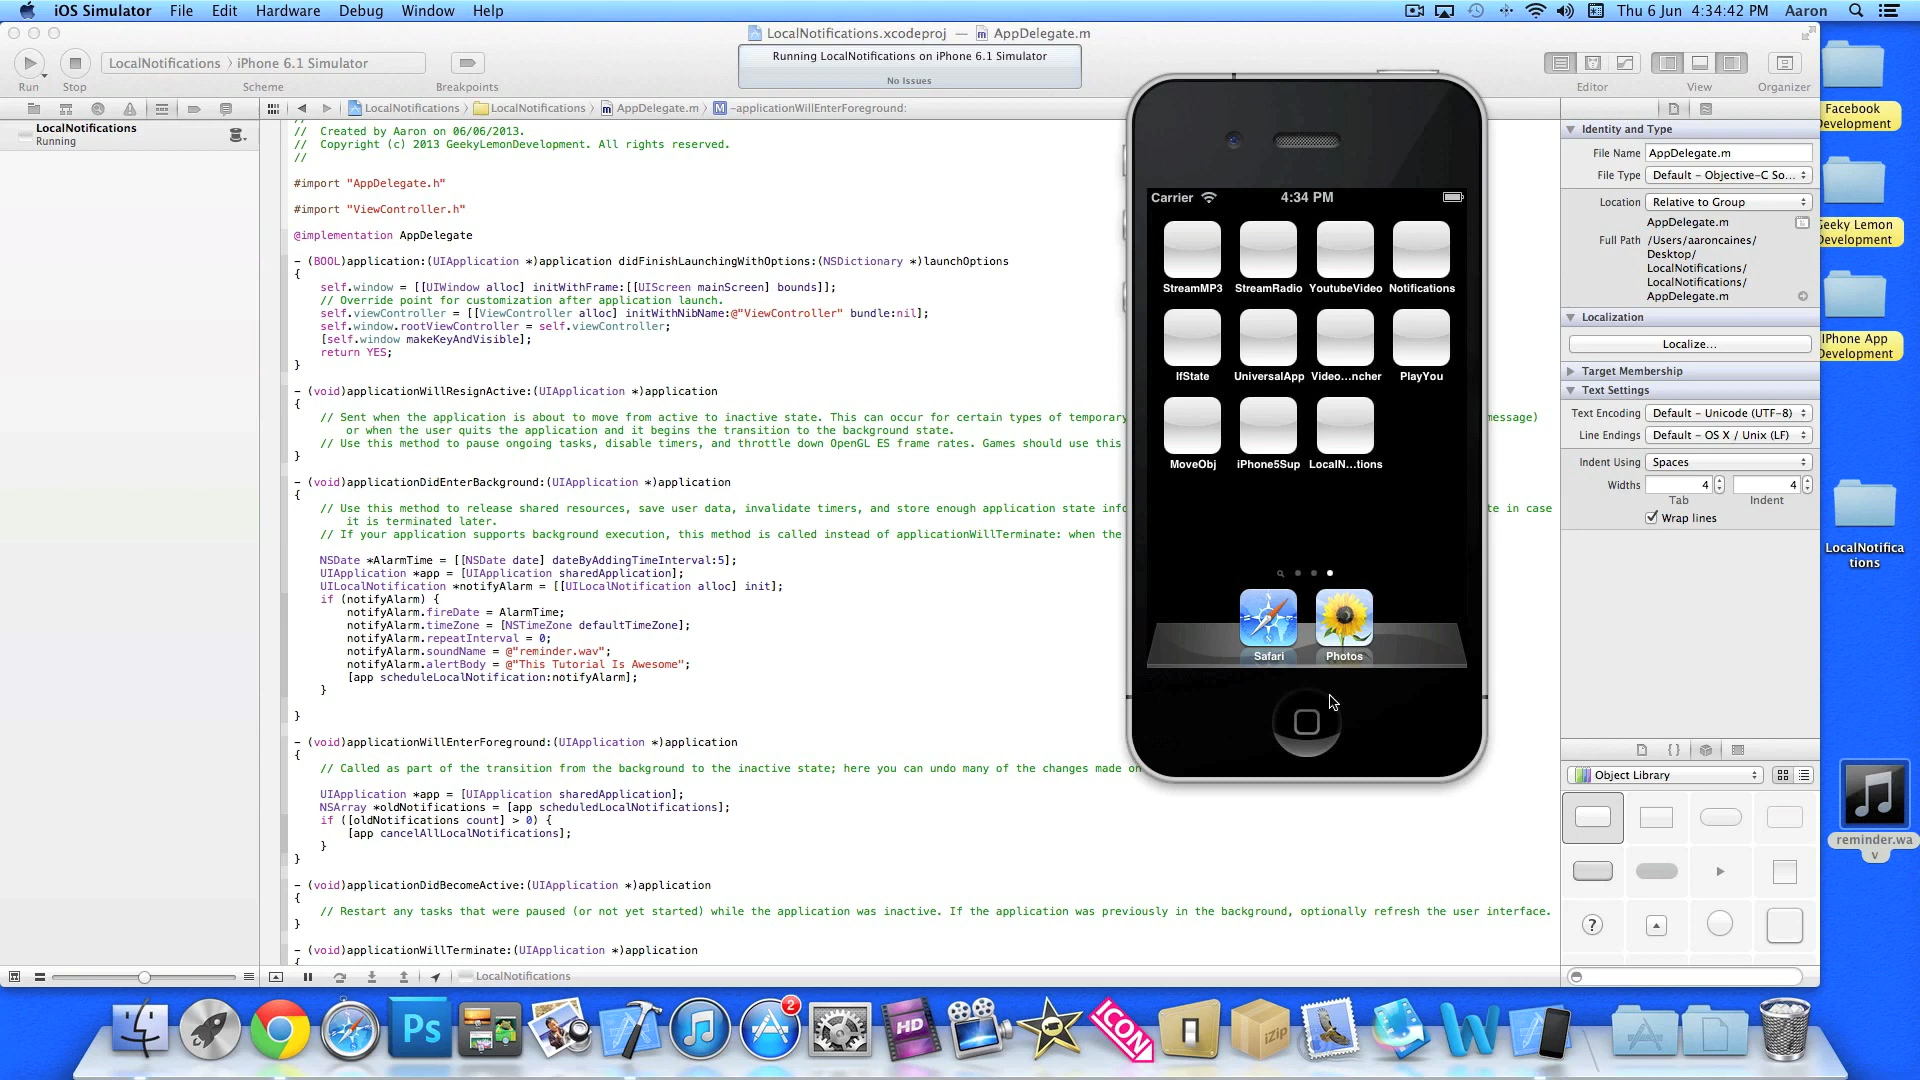 iOS Simulator File Edit Hardware Debug Window Help
Thu 6 Jun 4:34:42 PM Aaron
LocalNotifications.xcodeproj — AppDelegate.m
Running LocalNotifications on iPhone 6.1 Simulator
No Issues
LocalNotifications iPhone 6.1 Simulator
Run Stop Scheme Breakpoints Editor View Organizer
LocalNotifications LocalNotifications AppDelegate.m M -applicationWillEnterForeground:
LocalNotifications
Running
// Created by Aaron on 06/06/2013.
// Copyright (c) 2013 GeekyLemonDevelopment. All rights reserved.
//
#import "AppDelegate.h"
#import "ViewController.h"
@implementation AppDelegate
- (BOOL)application:(UIApplication *)application didFinishLaunchingWithOptions:(NSDictionary *)launchOptions
{
self.window = [[UIWindow alloc] initWithFrame:[[UIScreen mainScreen] bounds]];
// Override point for customization after application launch.
self.viewController = [[ViewController alloc] initWithNibName:@"ViewController" bundle:nil];
self.window.rootViewController = self.viewController;
[self.window makeKeyAndVisible];
return YES;
}
- (void)applicationWillResignActive:(UIApplication *)application
{
// Sent when the application is about to move from active to inactive state. This can occur for certain types of temporary message)
or when the user quits the application and it begins the transition to the background state.
// Use this method to pause ongoing tasks, disable timers, and throttle down OpenGL ES frame rates. Games should use this
}
- (void)applicationDidEnterBackground:(UIApplication *)application
{
// Use this method to release shared resources, save user data, invalidate timers, and store enough application state info te in case
it is terminated later.
// If your application supports background execution, this method is called instead of applicationWillTerminate: when the
NSDate *AlarmTime = [[NSDate date] dateByAddingTimeInterval:5];
UIApplication *app = [UIApplication sharedApplication];
UILocalNotification *notifyAlarm = [[UILocalNotification alloc] init];
if (notifyAlarm) {
notifyAlarm.fireDate = AlarmTime;
notifyAlarm.timeZone = [NSTimeZone defaultTimeZone];
notifyAlarm.repeatInterval = 0;
notifyAlarm.soundName = @"reminder.wav";
notifyAlarm.alertBody = @"This Tutorial Is Awesome";
[app scheduleLocalNotification:notifyAlarm];
}
}
- (void)applicationWillEnterForeground:(UIApplication *)application
{
// Called as part of the transition from the background to the inactive state; here you can undo many of the changes made on
UIApplication *app = [UIApplication sharedApplication];
NSArray *oldNotifications = [app scheduledLocalNotifications];
if ([oldNotifications count] > 0) {
[app cancelAllLocalNotifications];
}
}
- (void)applicationDidBecomeActive:(UIApplication *)application
{
// Restart any tasks that were paused (or not yet started) while the application was inactive. If the application was previously in the background, optionally refresh the user interface.
}
- (void)applicationWillTerminate:(UIApplication *)application
{
LocalNotifications
Carrier 4:34 PM
StreamMP3 StreamRadio YoutubeVideo Notifications
IfState UniversalApp Video...ncher PlayYou
MoveObj iPhone5Sup LocalN...tions
Safari Photos
Identity and Type
File Name AppDelegate.m
File Type Default - Objective-C So...
Location Relative to Group
AppDelegate.m
Full Path /Users/aaroncaines/
Desktop/
LocalNotifications/
LocalNotifications/
AppDelegate.m
Localization
Localize...
Target Membership
Text Settings
Text Encoding Default - Unicode (UTF-8)
Line Endings Default - OS X / Unix (LF)
Indent Using Spaces
Widths 4 4
Tab Indent
Wrap lines
{}
Object Library
?
Facebook
Development
Geeky Lemon
Development
iPhone App
Development
LocalNotifica
tions
reminder.wa
v
Ps
2
HD
ICON
iZip
W